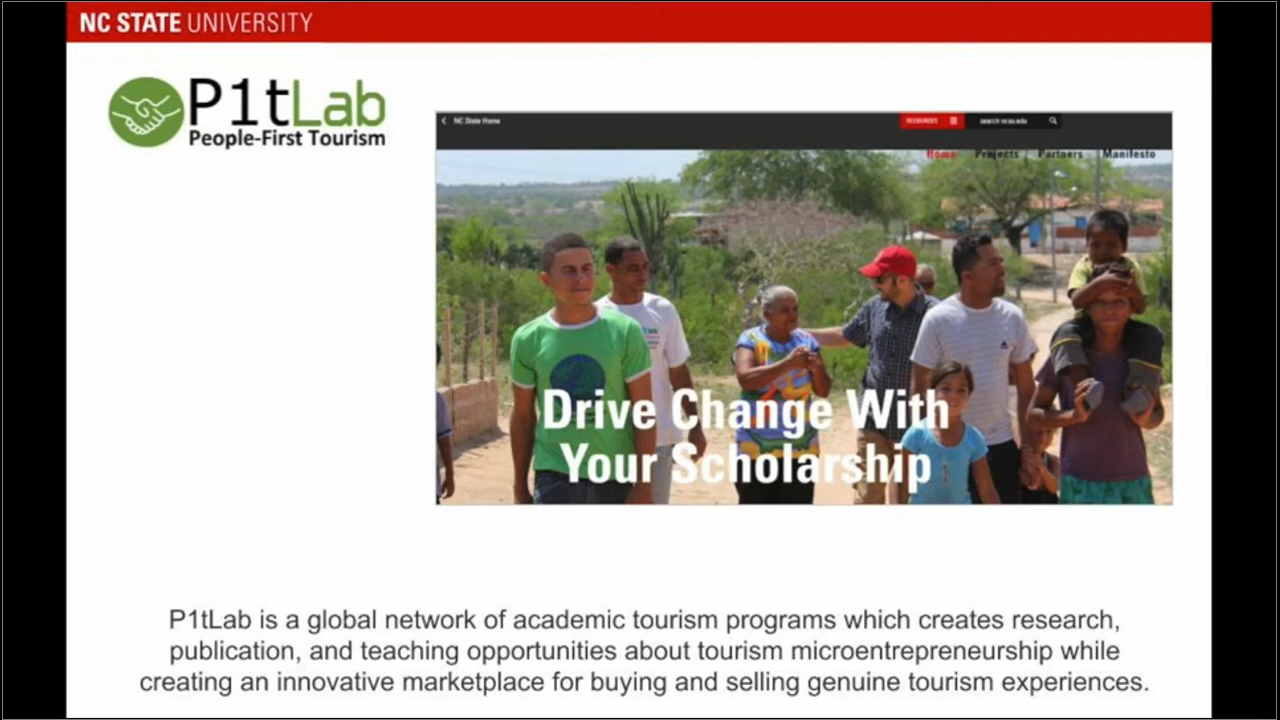 NC STATE UNIVERSITY
P1tLab
People-First Tourism
NC State Home
RESOURCES
search ncsu.edu
Home Projects Partners Manifesto
Drive Change With
Your Scholarship
P1tLab is a global network of academic tourism programs which creates research,
publication, and teaching opportunities about tourism microentrepreneurship while
creating an innovative marketplace for buying and selling genuine tourism experiences.